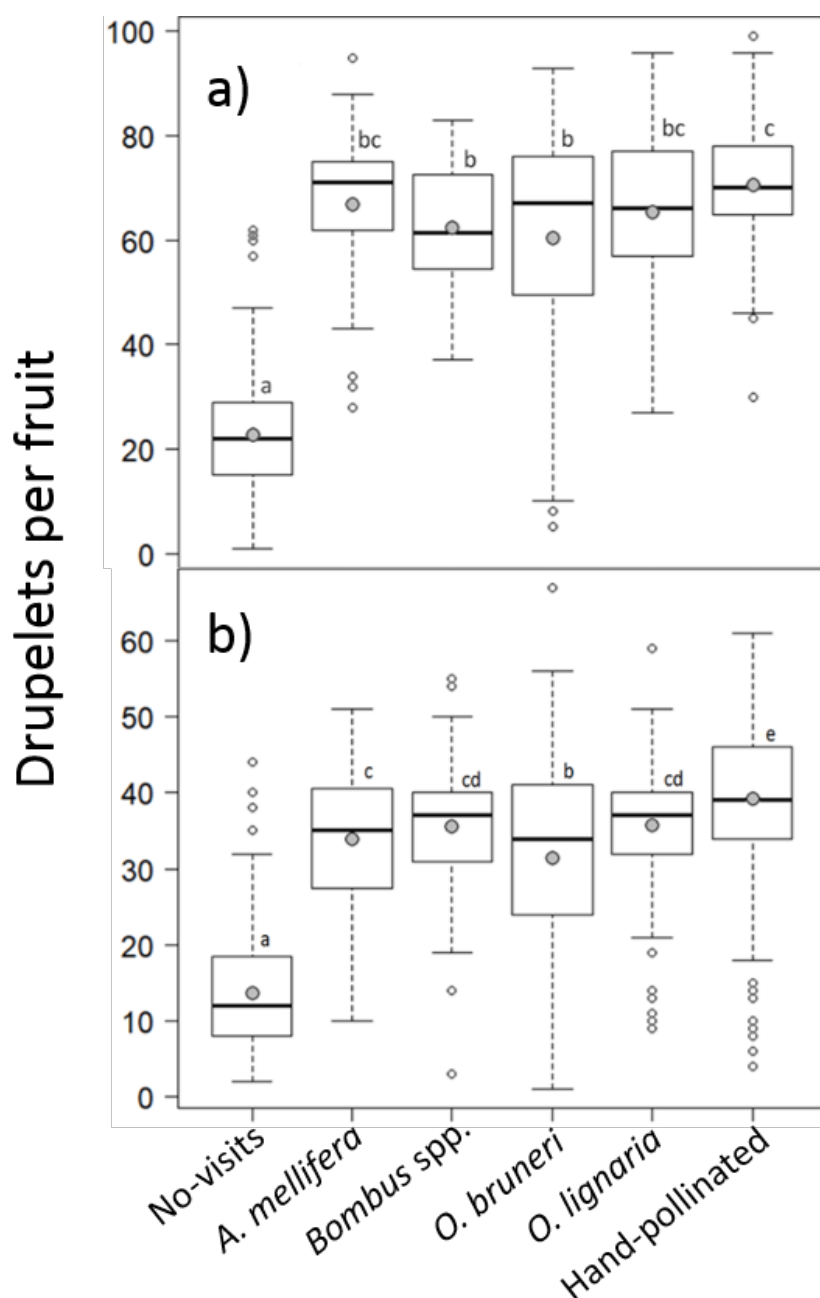 Drupelets per fruit
a)
100
80
60
40
20
0
a
bc
b
b
bc
c
b)
60
50
40
30
20
10
0
a
c
cd
b
cd
e
No-visits
A. mellifera
Bombus spp.
O. bruneri
O. lignaria
Hand-pollinated